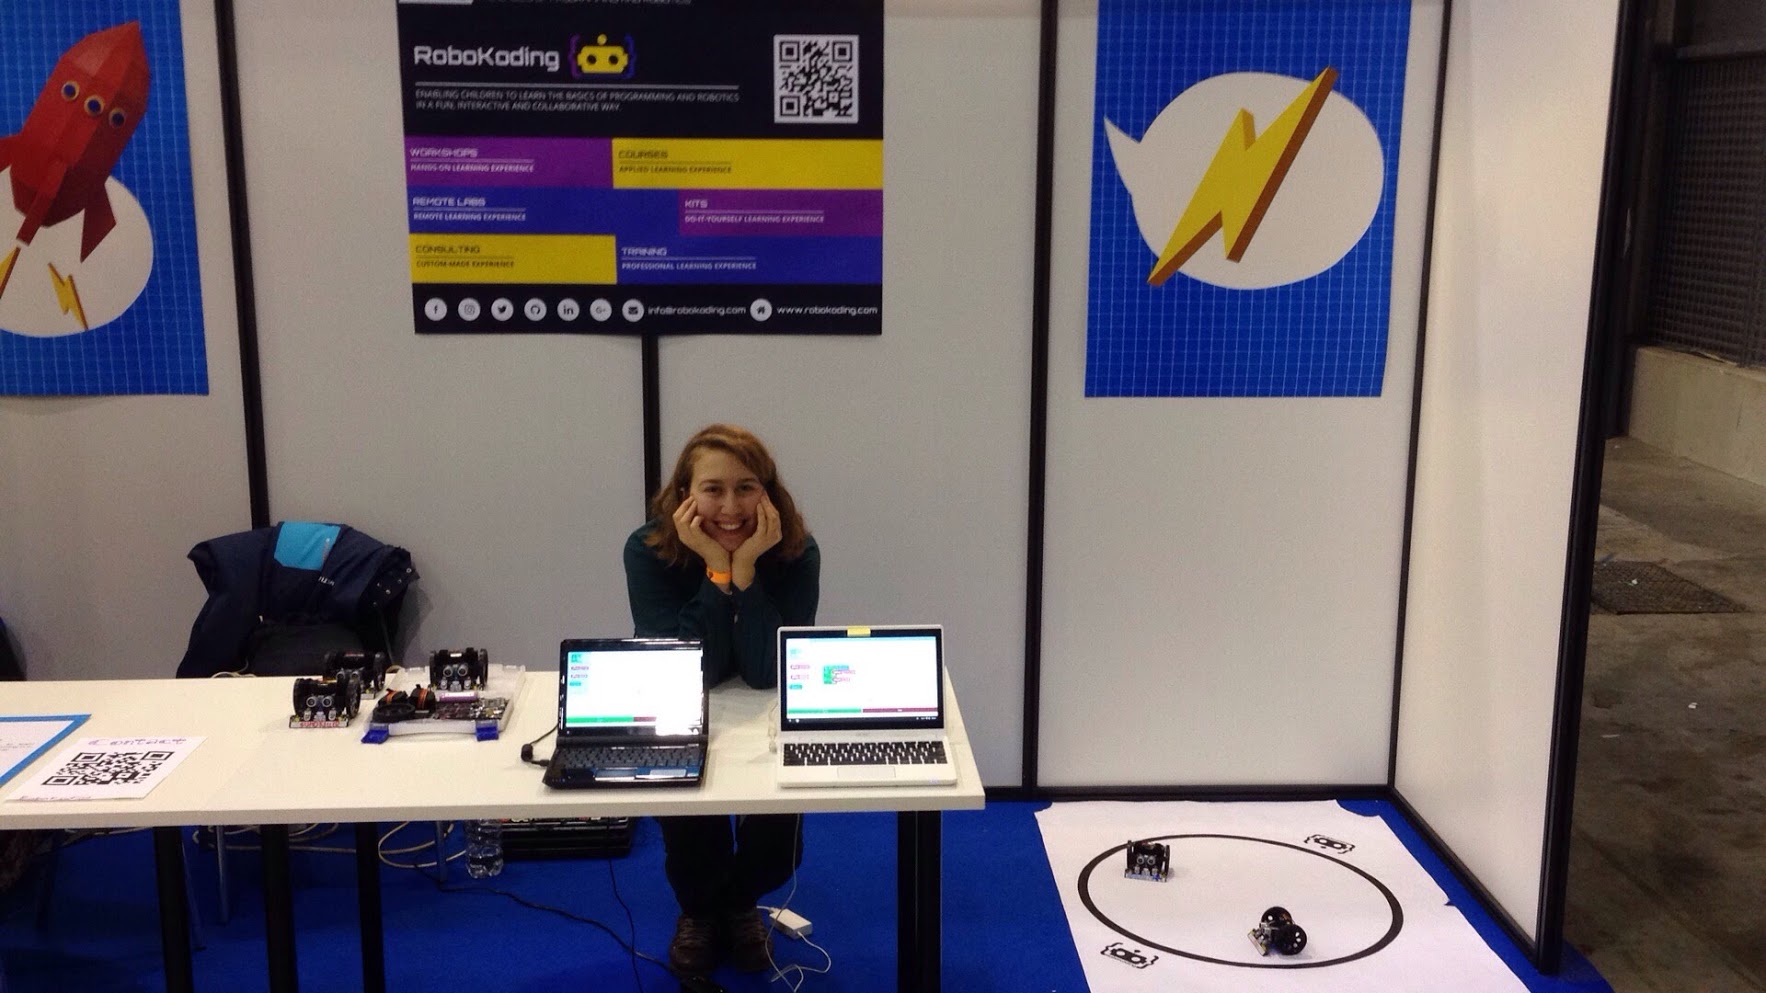 RoboKoding
ENABLING CHILDREN TO LEARN THE BASICS OF PROGRAMMING AND ROBOTICS
IN A FUN, INTERACTIVE AND COLLABORATIVE WAY.
WORKSHOPS
HANDS-ON LEARNING EXPERIENCE
COURSES
APPLIED LEARNING EXPERIENCE
REMOTE LABS
REMOTE LEARNING EXPERIENCE
KITS
DO-IT-YOURSELF LEARNING EXPERIENCE
CONSULTING
CUSTOM-MADE EXPERIENCE
TRAINING
PROFESSIONAL LEARNING EXPERIENCE
info@robokoding.com
www.robokoding.com
Contact